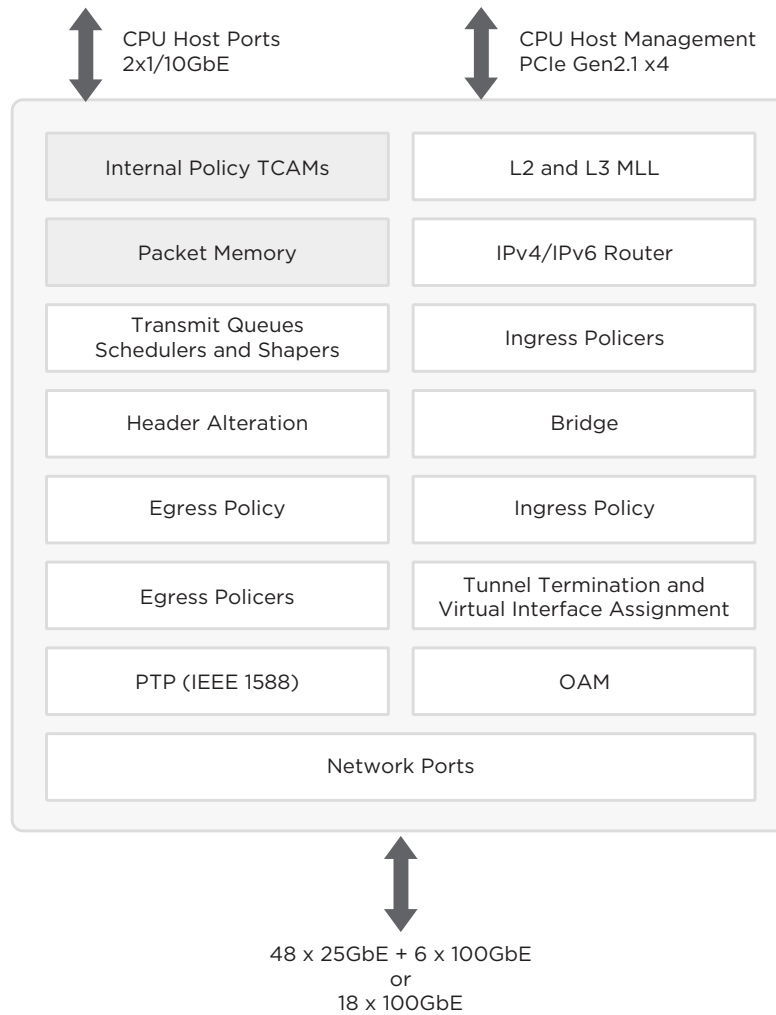 CPU Host Ports
2x1/10GbE
CPU Host Management
PCIe Gen2.1 x4
Internal Policy TCAMs
L2 and L3 MLL
Packet Memory
IPv4/IPv6 Router
Transmit Queues
Schedulers and Shapers
Ingress Policers
Header Alteration
Bridge
Egress Policy
Ingress Policy
Egress Policers
Tunnel Termination and
Virtual Interface Assignment
PTP (IEEE 1588)
OAM
Network Ports
48 x 25GbE + 6 x 100GbE
or
18 x 100GbE